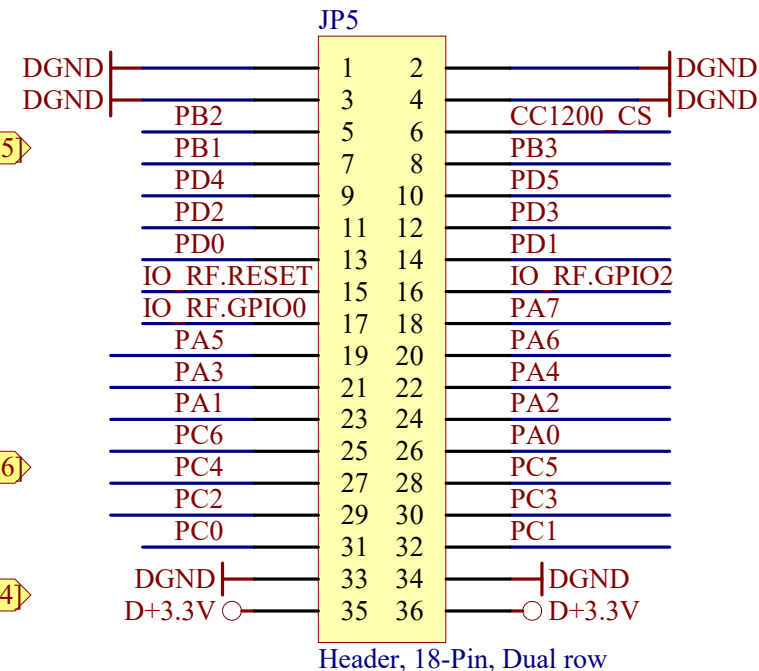 JP5
DGND 1 2 DGND
DGND 3 4 DGND
PB2 5 6 CC1200_CS
5] PB1 7 8 PB3
PD4 9 10 PD5
PD2 11 12 PD3
PD0 13 14 PD1
IO_RF.RESET 15 16 IO_RF.GPIO2
IO_RF.GPIO0 17 18 PA7
PA5 19 20 PA6
PA3 21 22 PA4
PA1 23 24 PA2
PC6 25 26 PA0
6] PC4 27 28 PC5
PC2 29 30 PC3
PC0 31 32 PC1
4] DGND 33 34 DGND
D+3.3V 35 36 D+3.3V
Header, 18-Pin, Dual row